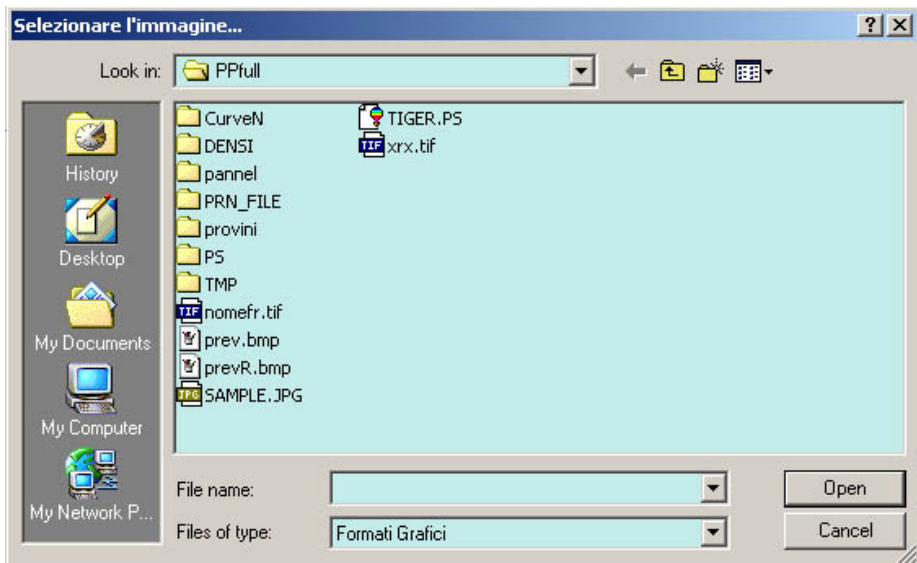 Selezionare l'immagine...
Look in: PPfull
History
Desktop
My Documents
My Computer
My Network P...
CurveN
DENSI
pannel
PRN_FILE
provini
PS
TMP
nomefr.tif
prev.bmp
prevR.bmp
SAMPLE.JPG
TIGER.PS
xrx.tif
File name:
Open
Files of type: Formati Grafici
Cancel